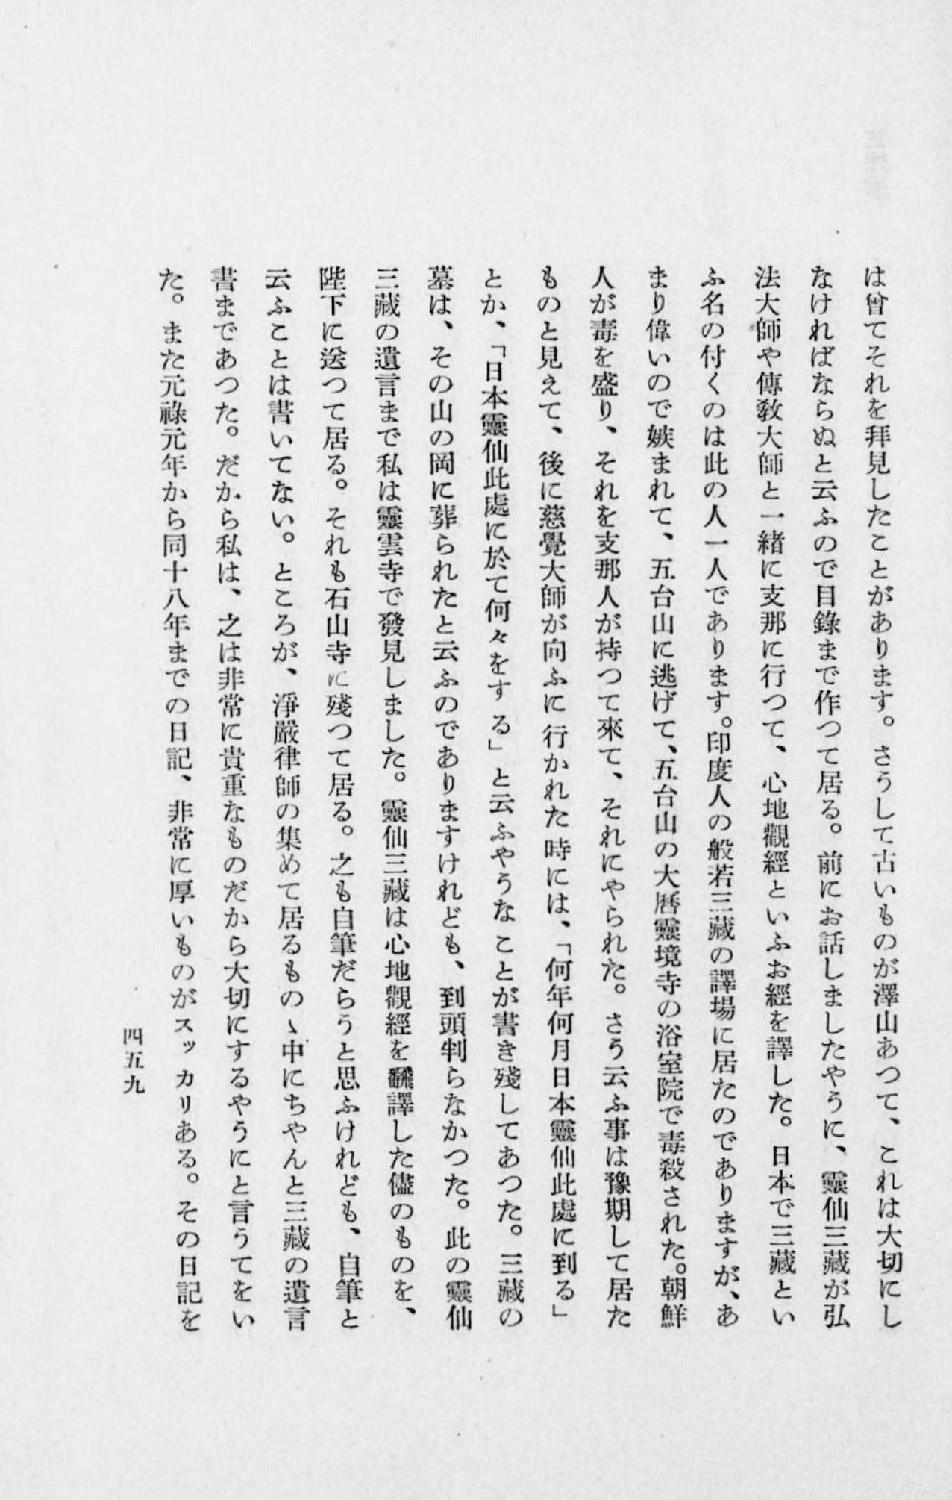 は曾てそれを拜見したことがあります。さうして古いものが澤山あつて、これは大切にし
なければならぬと云ふので目錄まで作つて居る。前にお話しましたやうに、靈仙三藏が弘
法大師や傳敎大師と一緒に支那に行つて、心地觀經といふお經を譯した。日本で三藏とい
ふ名の付くのは此の人一人であります。印度人の般若三藏の譯場に居たのでありますが、あ
まり偉いので嫉まれて、五台山に逃げて、五台山の大曆靈境寺の浴室院で毒殺された。朝鮮
人が毒を盛り、それを支那人が持つて來て、それにやられた。さう云ふ事は豫期して居た
ものと見えて、後に慈覺大師が向ふに行かれた時には、「何年何月日本靈仙此處に到る」
とか、「日本靈仙此處に於て何々をする」と云ふやうなことが書き殘してあつた。三藏の
墓は、その山の岡に葬られたと云ふのでありますけれども、到頭判らなかつた。此の靈仙
三藏の遺言まで私は靈雲寺で發見しました。靈仙三藏は心地觀經を飜譯した儘のものを、
陛下に送つて居る。それも石山寺に殘つて居る。之も自筆だらうと思ふけれども、自筆と
云ふことは書いてない。ところが、淨嚴律師の集めて居るものゝ中にちやんと三藏の遺言
書まであつた。だから私は、之は非常に貴重なものだから大切にするやうにと言うてをい
た。また元祿元年から同十八年までの日記、非常に厚いものがスッカリある。その日記を
四五九